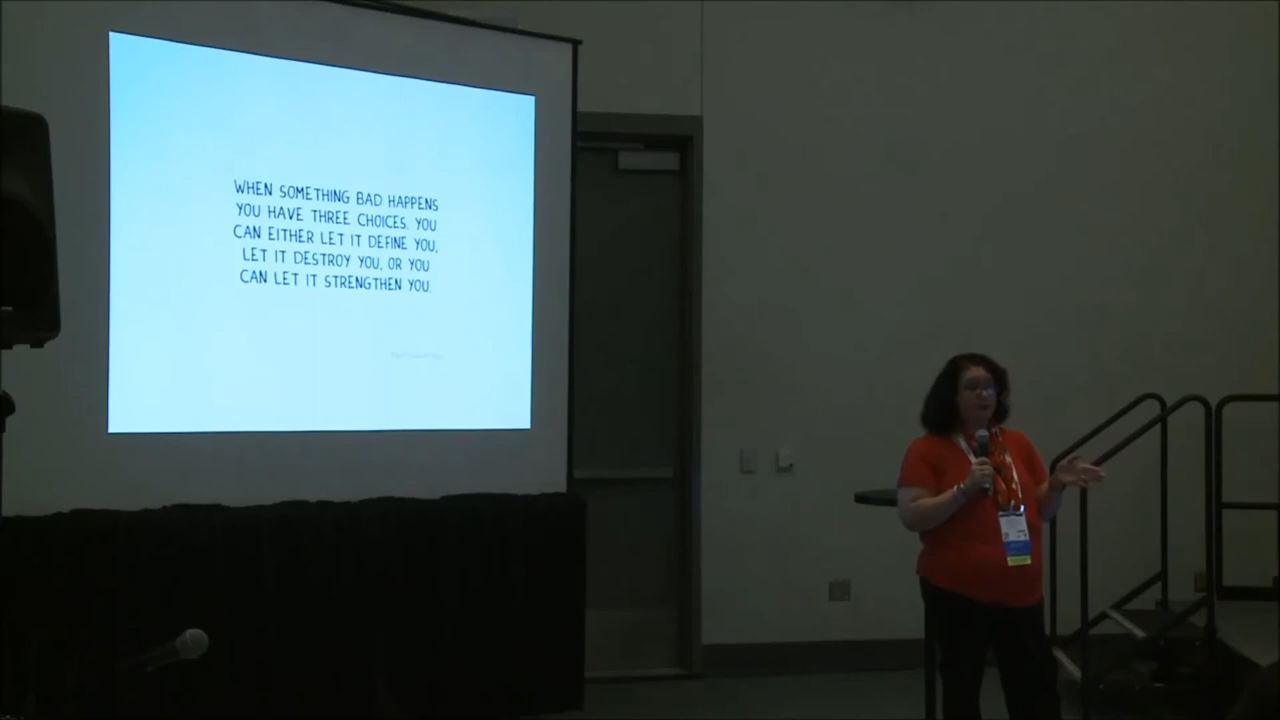 WHEN SOMETHING BAD HAPPENS
YOU HAVE THREE CHOICES. YOU
CAN EITHER LET IT DEFINE YOU,
LET IT DESTROY YOU, OR YOU
CAN LET IT STRENGTHEN YOU.